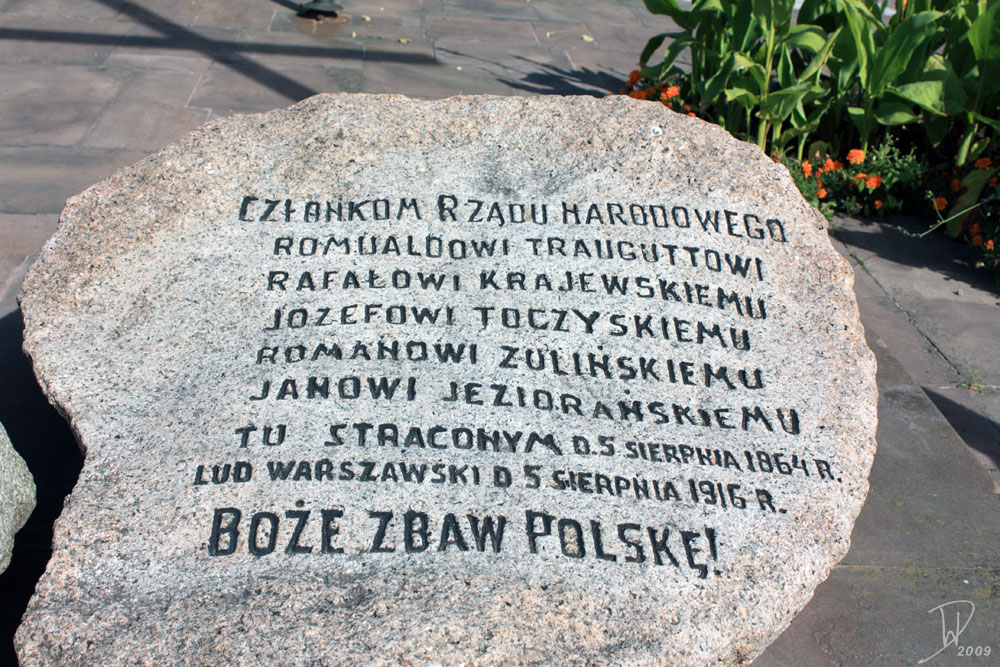 CZŁONKOM RZĄDU NARODOWEGO
ROMUALDOWI TRAUGUTTOWI
RAFAŁOWI KRAJEWSKIEMU
JÓZEFOWI TOCZYSKIEMU
ROMANOWI ŻULIŃSKIEMU
JANOWI JEZIORAŃSKIEMU
TU STRACONYM D.5 SIERPNIA 1864 R.
LUD WARSZAWSKI D 5 SIERPNIA 1916 R.
BOŻE ZBAW POLSKĘ!
2009